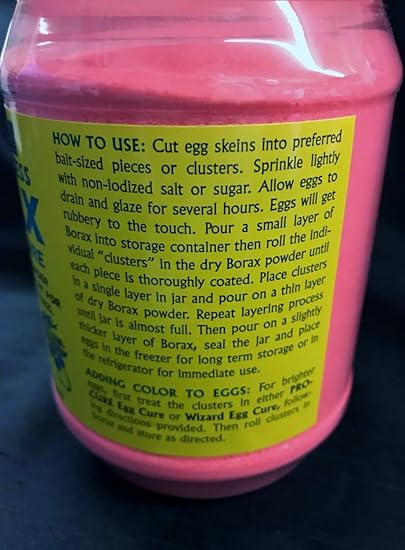 HOW TO USE: Cut egg skeins into preferred
bait-sized pieces or clusters. Sprinkle lightly
with non-iodized salt or sugar. Allow eggs to
drain and glaze for several hours. Eggs will get
rubbery to the touch. Pour a small layer of
Borax into storage container then roll the indi-
vidual "clusters" in the dry Borax powder until
each piece is thoroughly coated. Place clusters
in a single layer in jar and pour on a thin layer
of dry Borax powder. Repeat layering process
until jar is almost full. Then pour on a slightly
thicker layer of Borax, seal the jar and place
eggs in the freezer for long term storage or in
the refrigerator for immediate use.
ADDING COLOR TO EGGS: For brighter
eggs, first treat the clusters in either PRO-
CURE Egg Cure or Wizard Egg Cure, follow-
ing directions provided. Then roll clusters in
borax and store as directed.
X
FOR